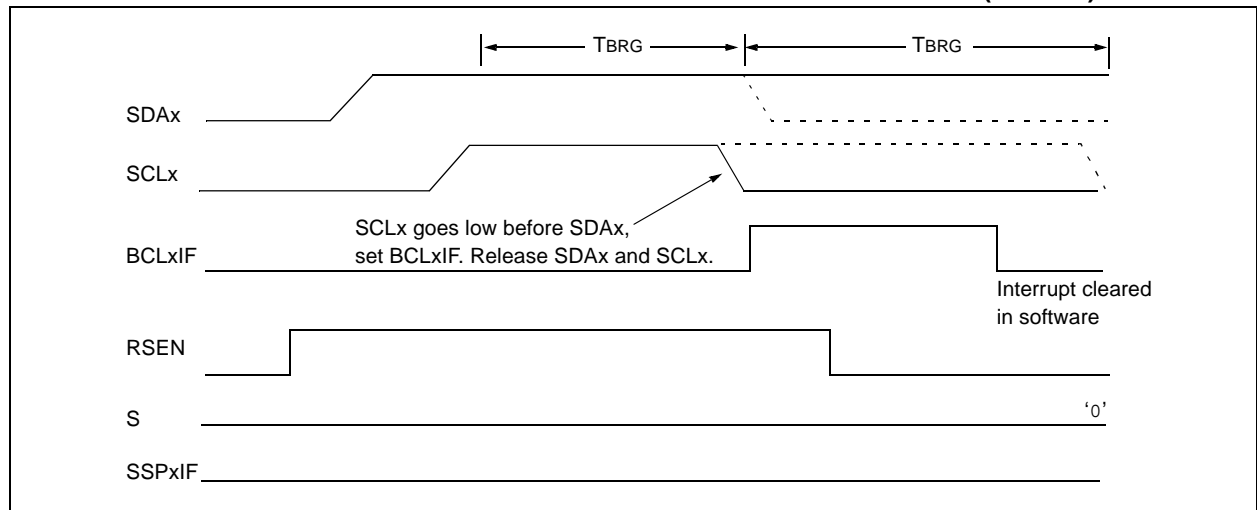 TBRG TBRG
SDAx
SCLx
SCLx goes low before SDAx,
set BCLxIF. Release SDAx and SCLx.
BCLxIF
Interrupt cleared
in software
RSEN
S
‘0’
SSPxIF